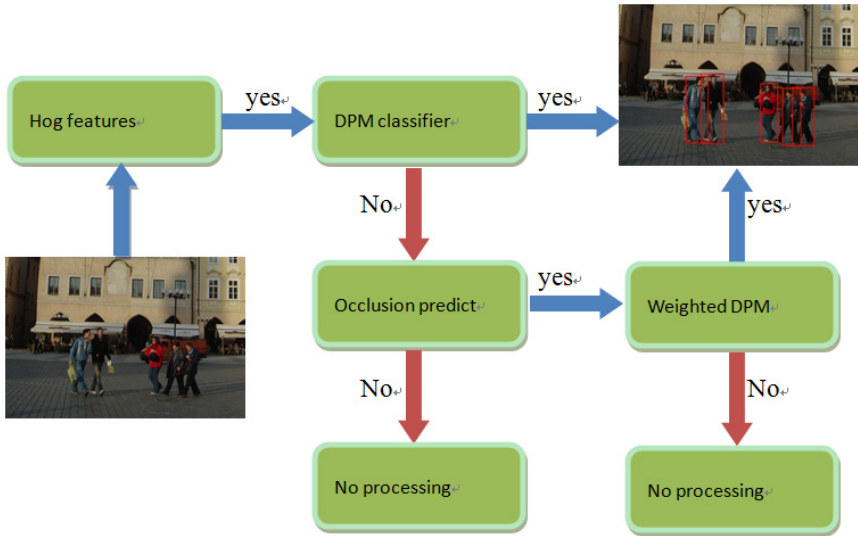 yes
yes
Hog features
DPM classifier
No
yes
yes
Occlusion predict
Weighted DPM
No
No
No processing
No processing